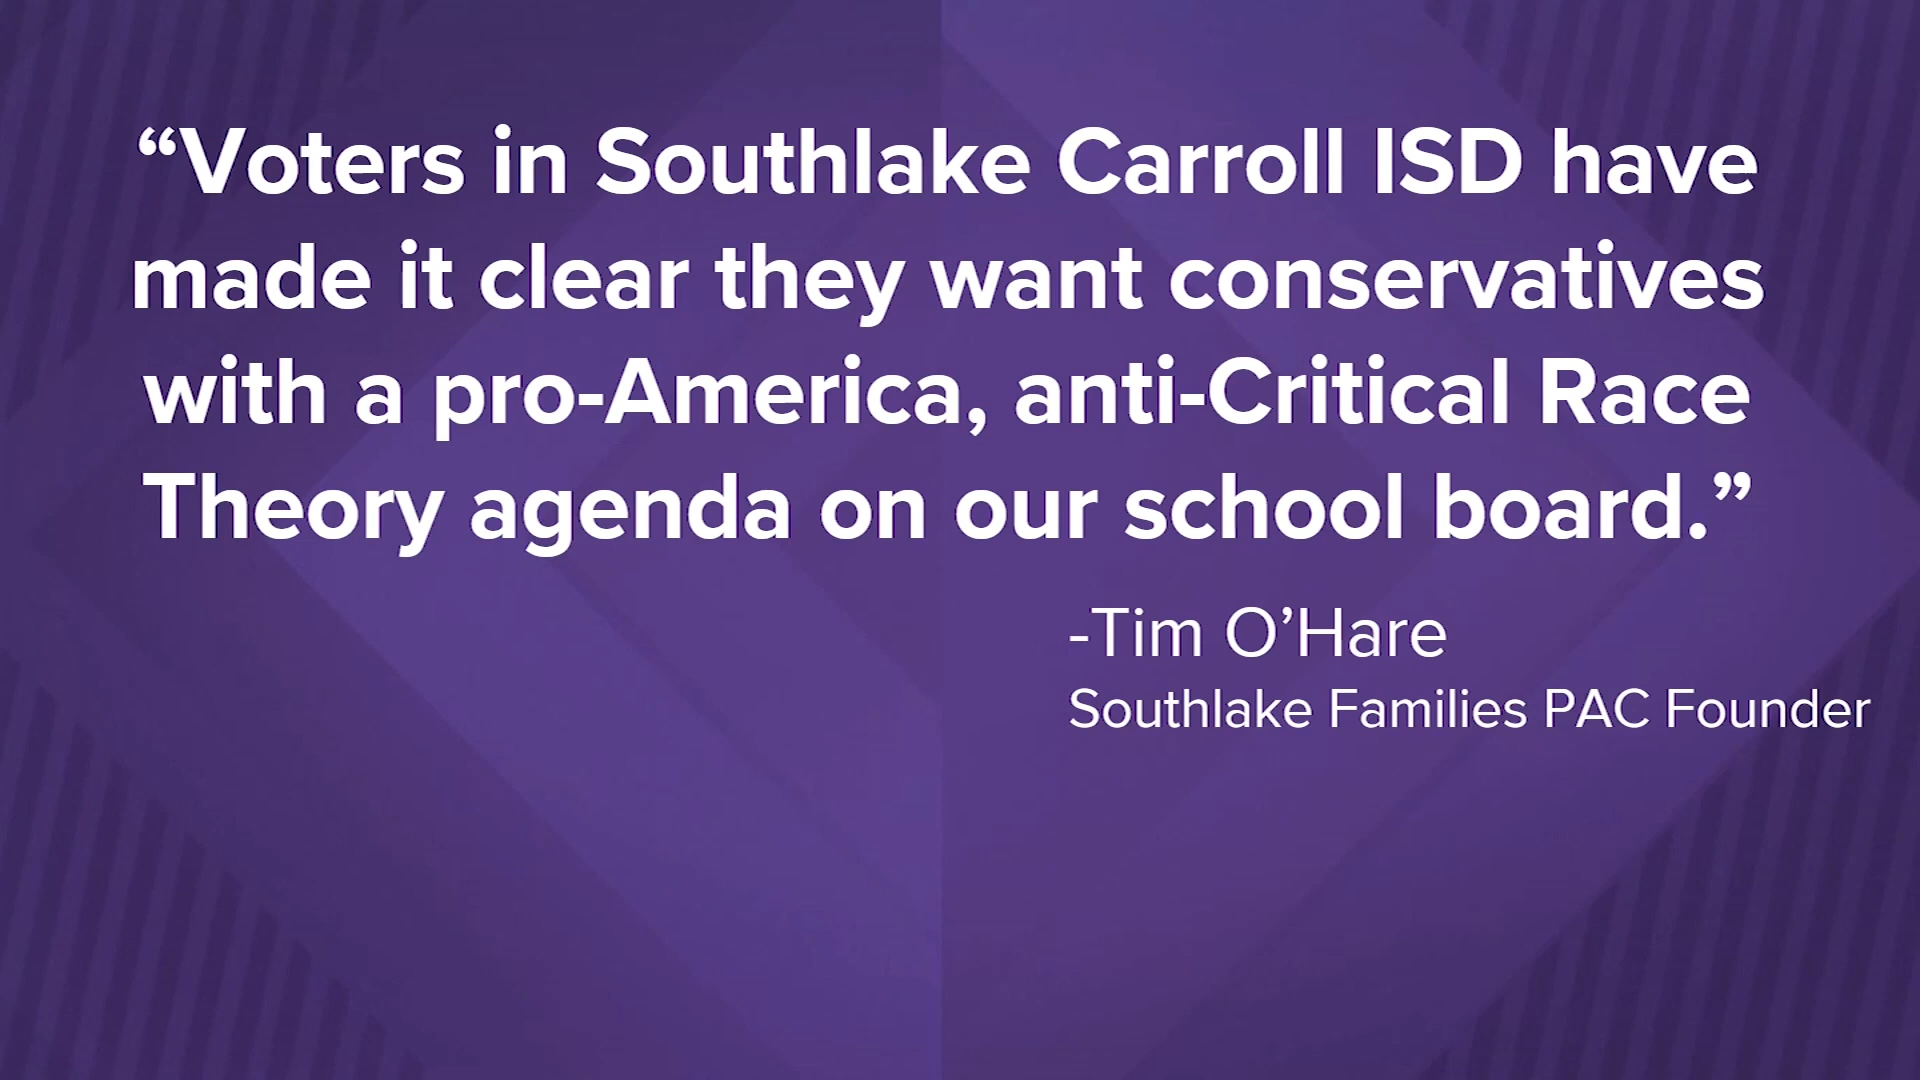 “Voters in Southlake Carroll ISD have
made it clear they want conservatives
with a pro-America, anti-Critical Race
Theory agenda on our school board.”
-Tim O’Hare
Southlake Families PAC Founder